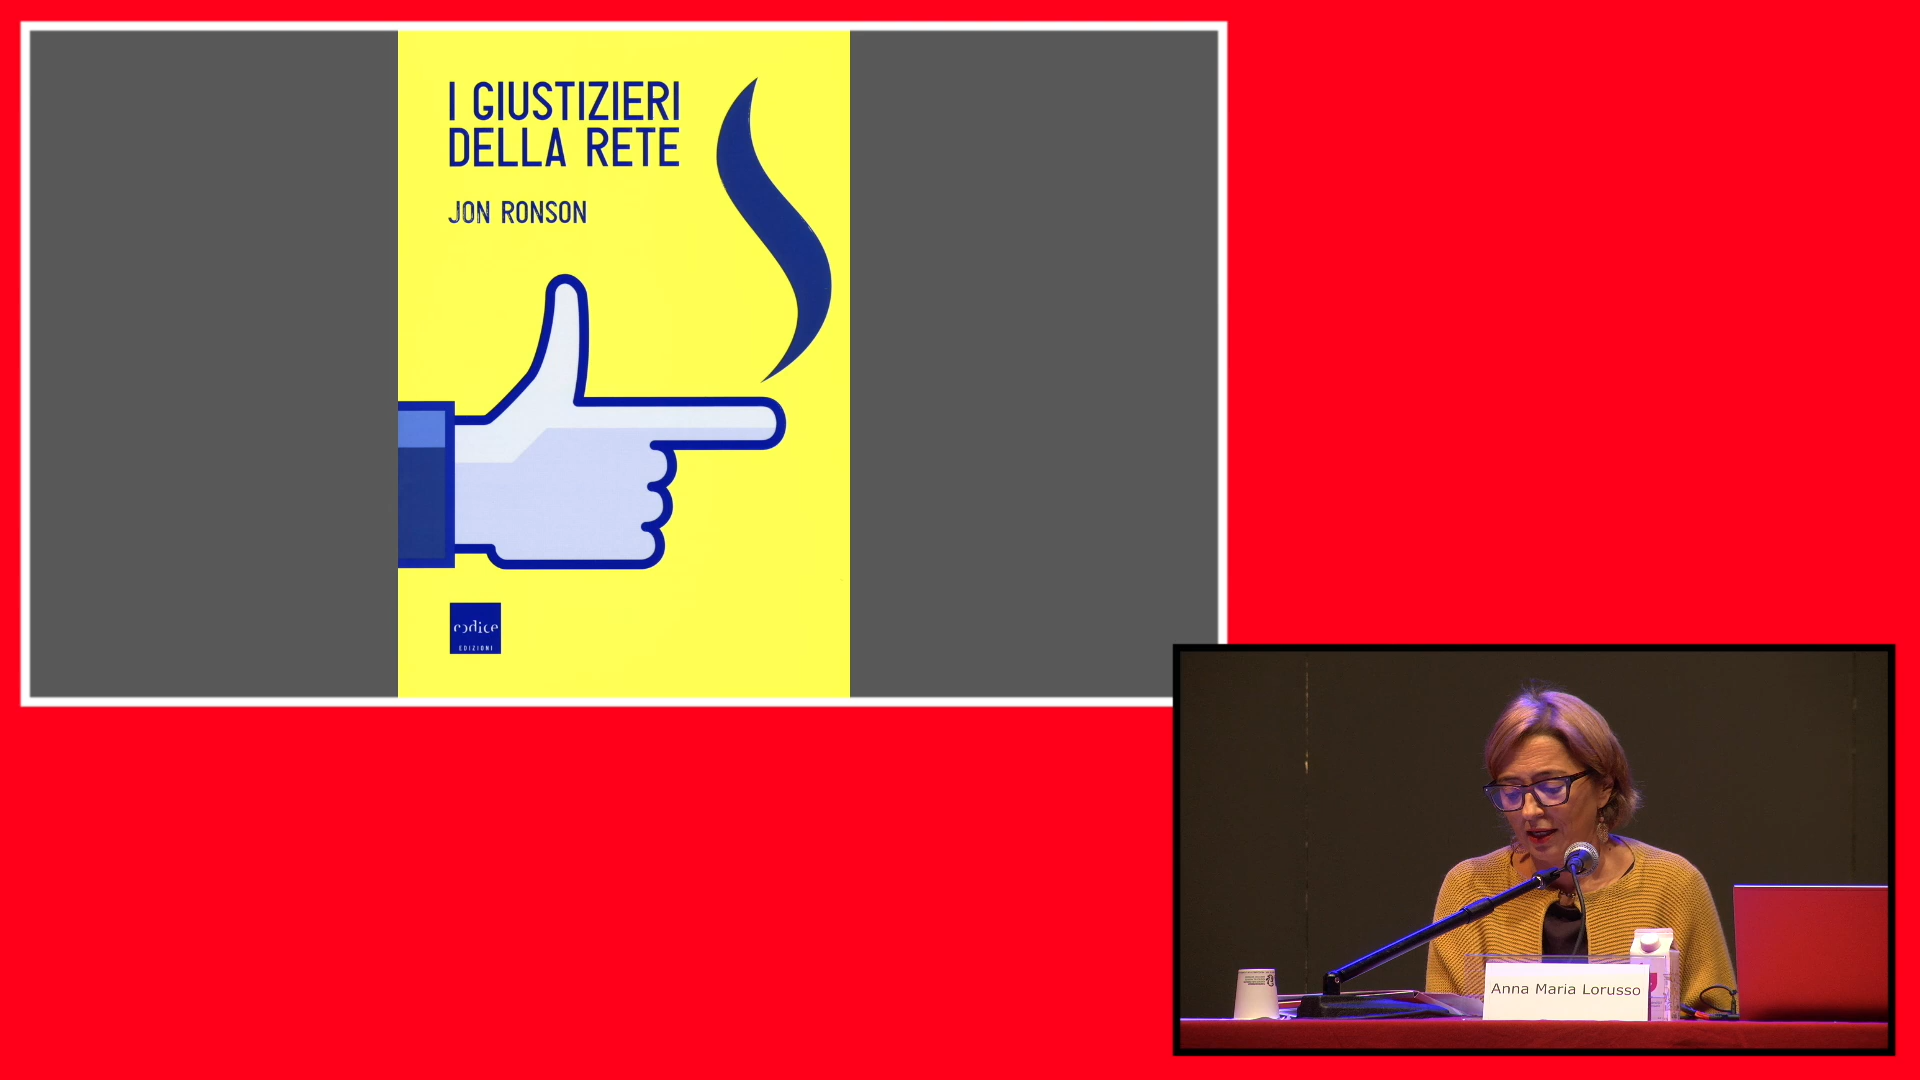 I GIUSTIZIERI
DELLA RETE
JON RONSON
codice
EDIZIONI
Anna Maria Lorusso